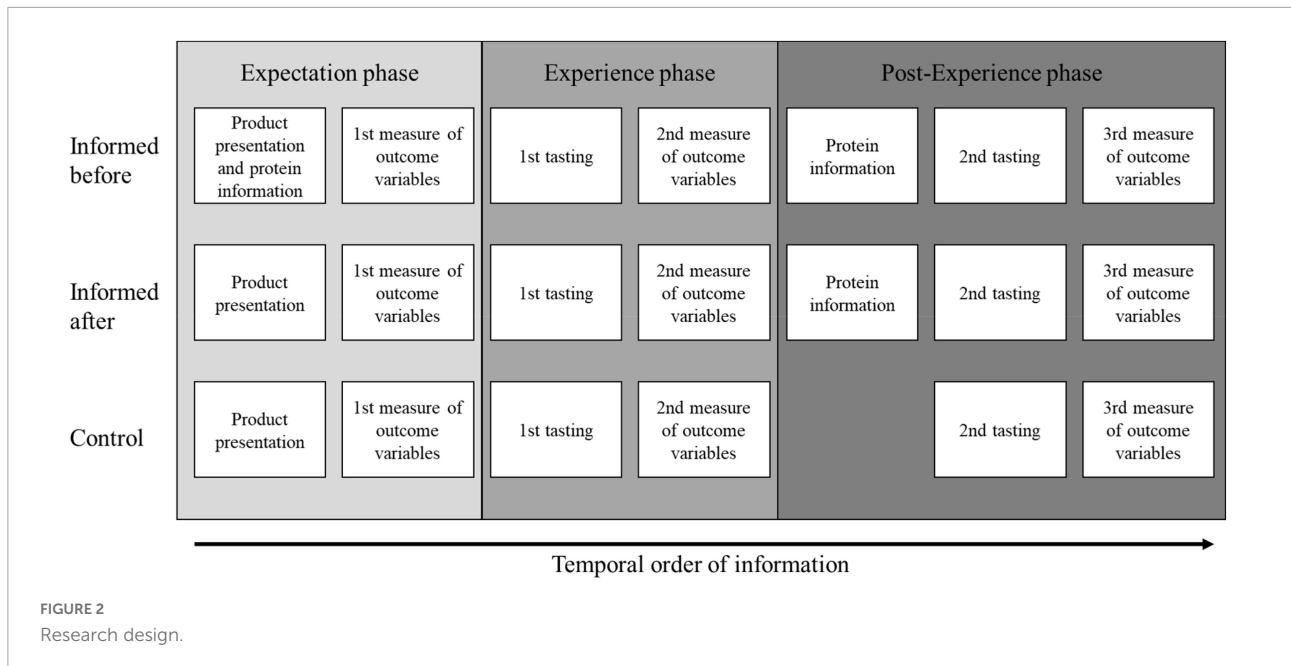 Expectation phase
Experience phase
Post-Experience phase
Informed
before
Product
presentation
and protein
information
1st measure of
outcome
variables
1st tasting
2nd measure
of outcome
variables
Protein
information
2nd tasting
3rd measure
of outcome
variables
Informed
after
Product
presentation
1st measure of
outcome
variables
1st tasting
2nd measure
of outcome
variables
Protein
information
2nd tasting
3rd measure
of outcome
variables
Control
Product
presentation
1st measure of
outcome
variables
1st tasting
2nd measure
of outcome
variables
2nd tasting
3rd measure
of outcome
variables
Temporal order of information
FIGURE 2
Research design.